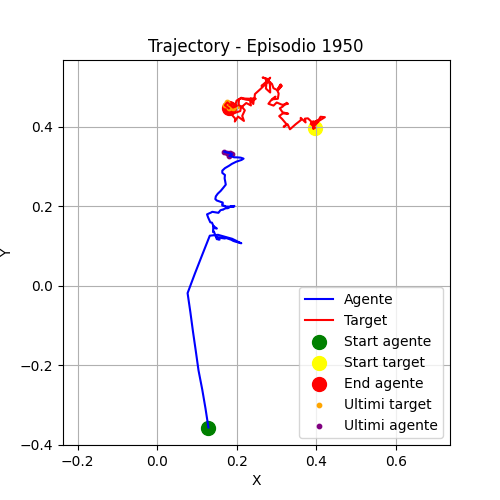 Trajectory - Episodio 1950
Y
0.4
0.2
0.0
−0.2
−0.4
−0.2
0.0
0.2
0.4
0.6
X
Agente
Target
Start agente
Start target
End agente
Ultimi target
Ultimi agente